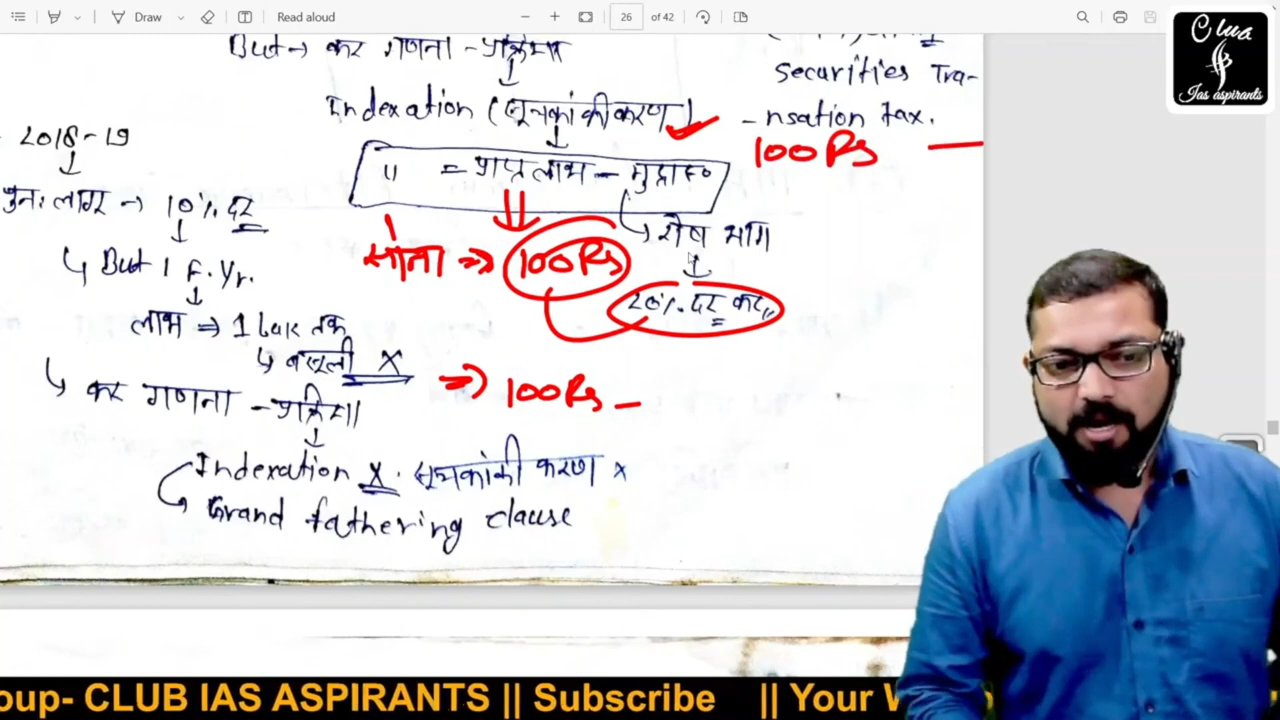 Draw
Read aloud
26 of 42
But → कर गणना - प्रक्रिया
↓
Indexation (सूचकांकीकरण)
↓
" = प्राप्त लाभ - मुद्रास्फ०
↳ शेष भाग
↓
20%. दर कर,,
सोना ⇒ 100 Rs
⇒ 100 Rs -
Securities Tra-
-nsation tax.
100 Rs —
2018-19
↓
पुनः लागू → 10%. दर
↓
↳ But 1 F. Yr.
↓
लाभ ⇒ 1 Lak तक
↳ वसूली X
↳ कर गणना - प्रक्रिया
↓
Indexation X. सूचकांकी करण X
Grand fathering clause
Club
Ias aspirants
oup- CLUB IAS ASPIRANTS || Subscribe || Your